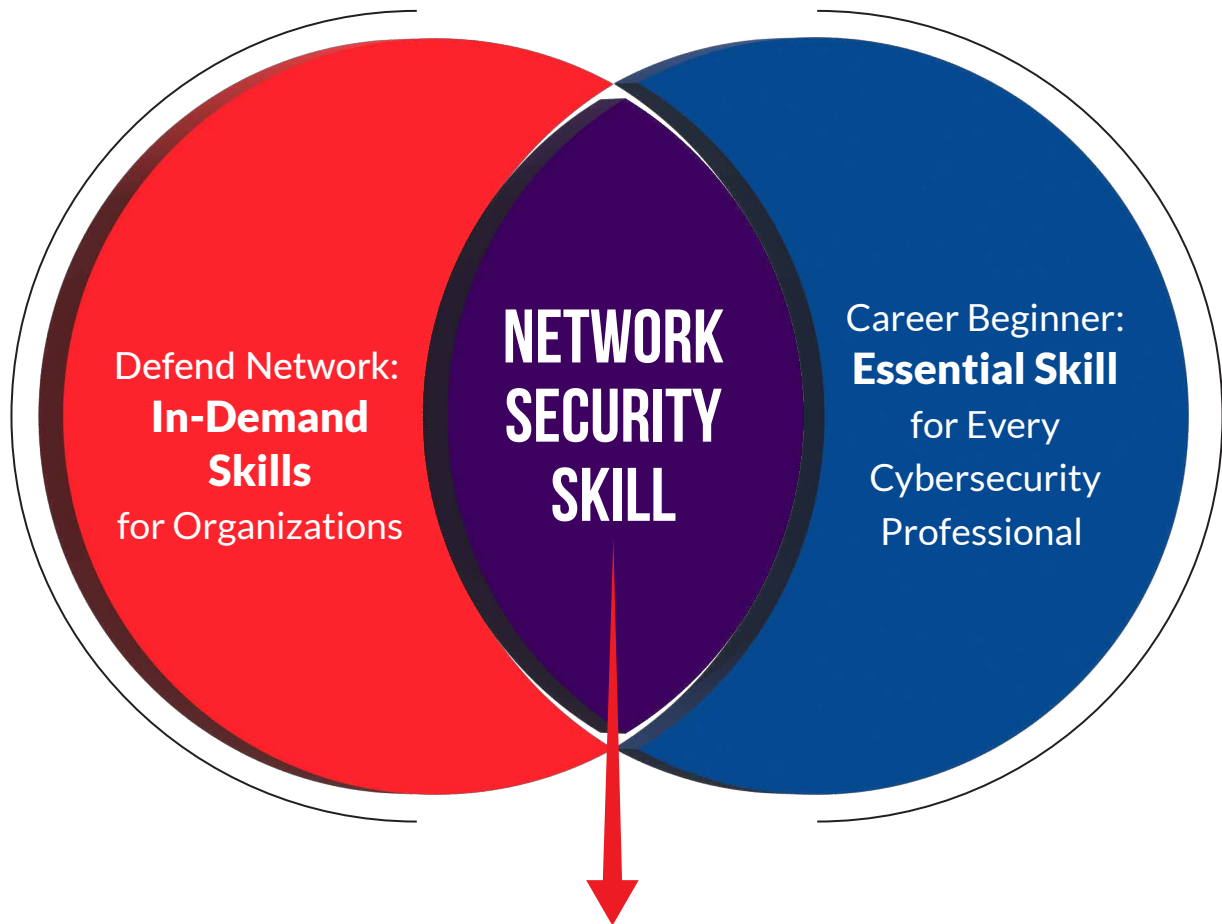 Defend Network:
In-Demand
Skills
for Organizations
NETWORK
SECURITY
SKILL
Career Beginner:
Essential Skill
for Every
Cybersecurity
Professional